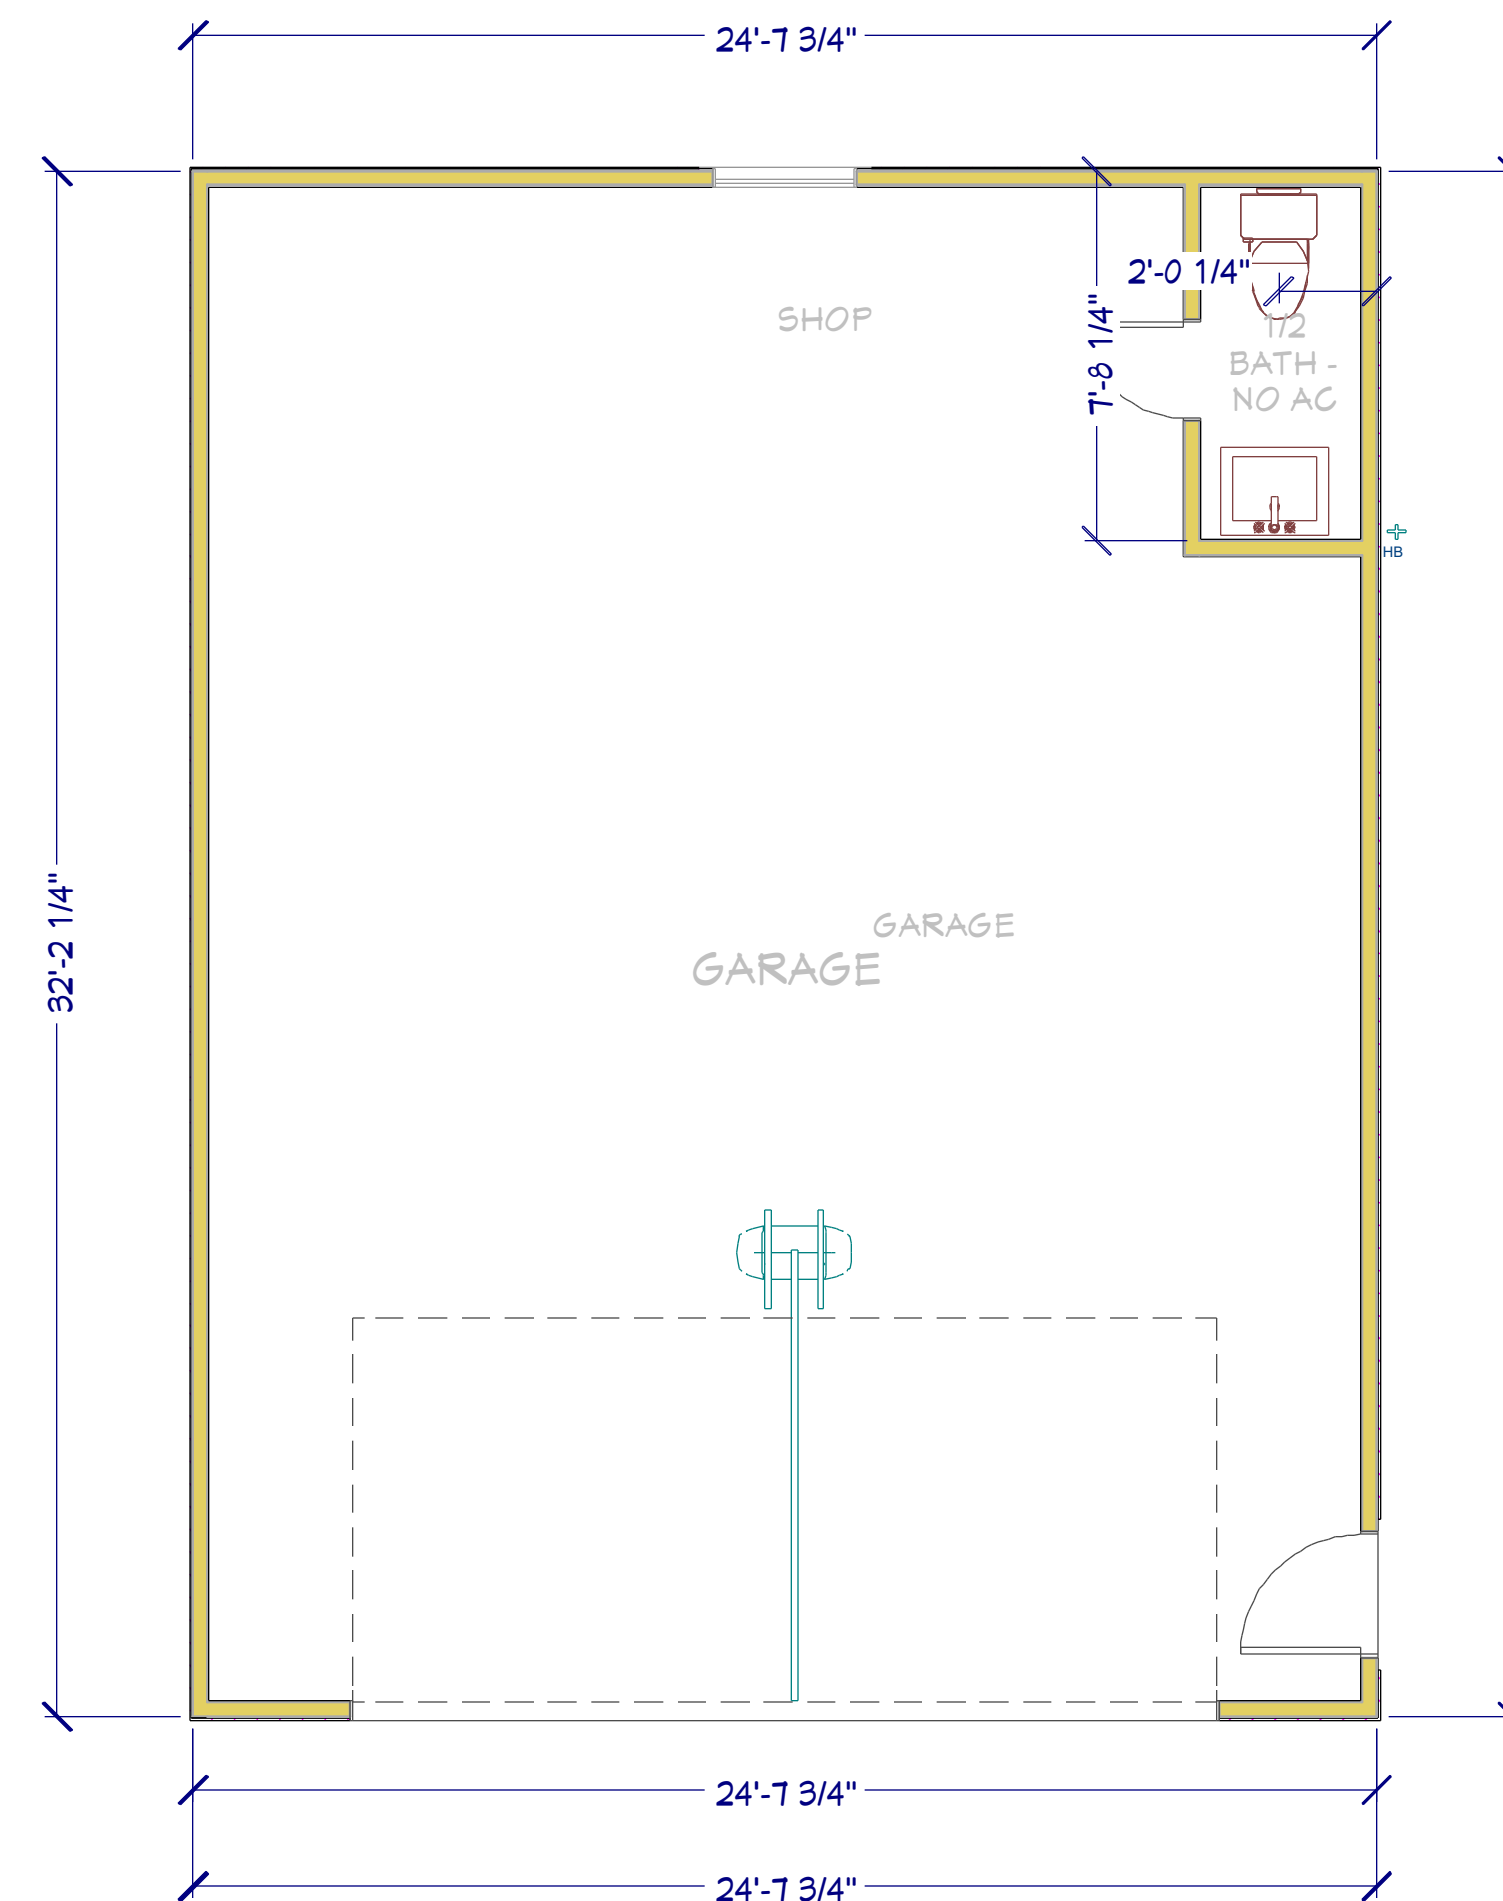 24'-7 3/4"
2'-0 1/4"
7'-8 1/4"
SHOP
1/2
BATH -
NO AC
HB
32'-2 1/4"
GARAGE
GARAGE
24'-7 3/4"
24'-7 3/4"